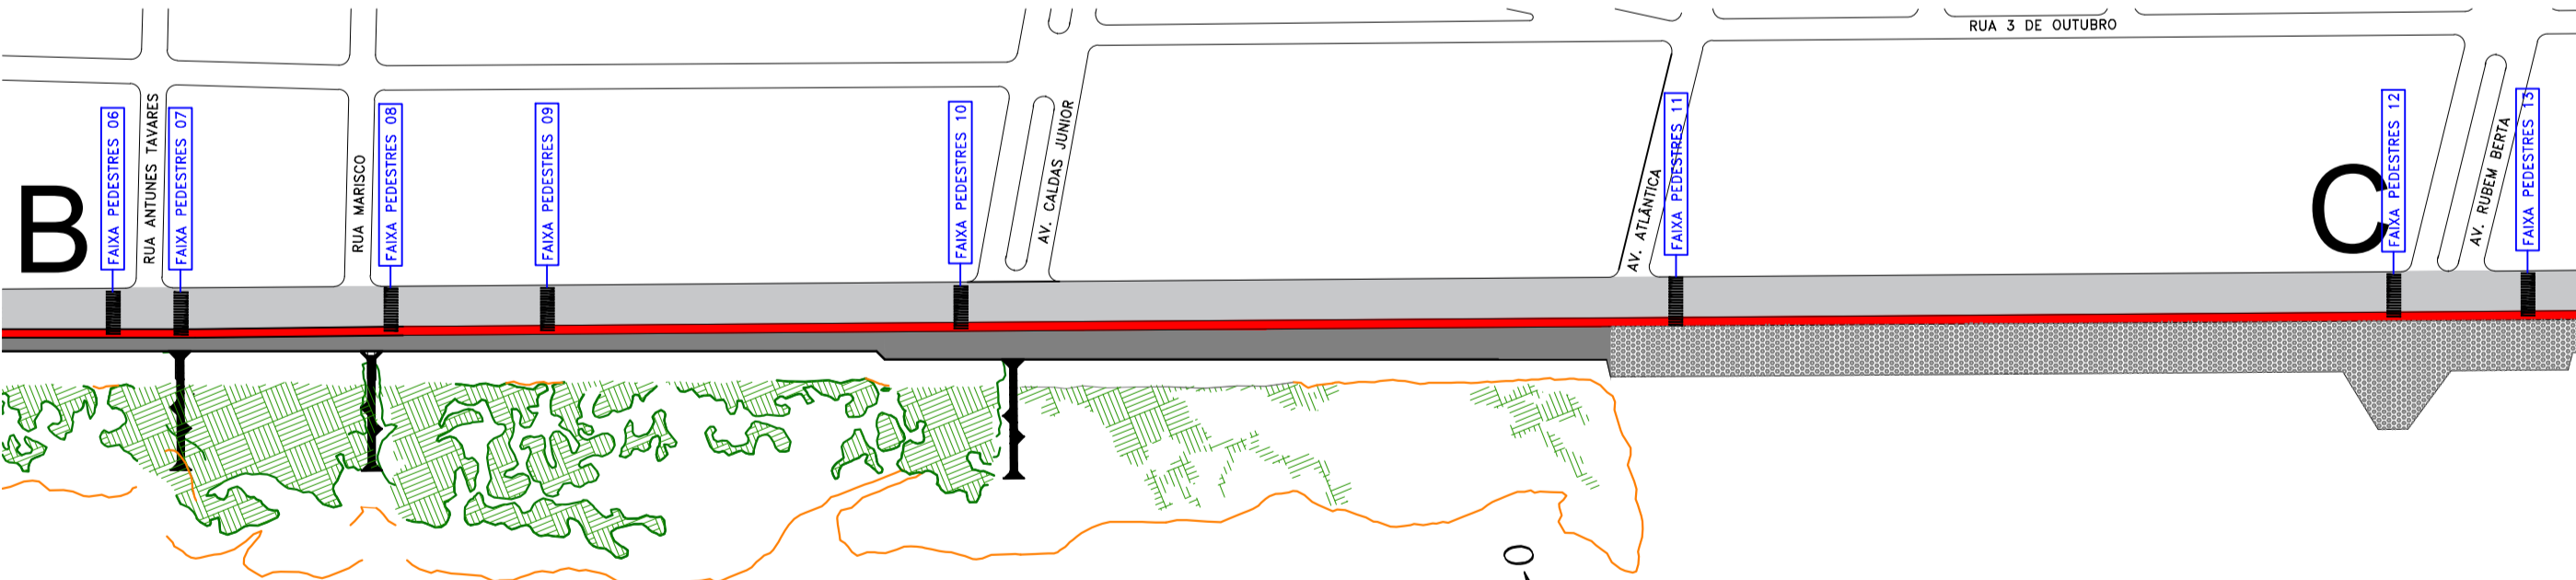 RUA 3 DE OUTUBRO
B
FAIXA PEDESTRES 06
RUA ANTUNES TAVARES
FAIXA PEDESTRES 07
RUA MARISCO
FAIXA PEDESTRES 08
FAIXA PEDESTRES 09
FAIXA PEDESTRES 10
AV. CALDAS JUNIOR
AV. ATLÂNTICA
FAIXA PEDESTRES 11
C
FAIXA PEDESTRES 12
AV. RUBEM BERTA
FAIXA PEDESTRES 13